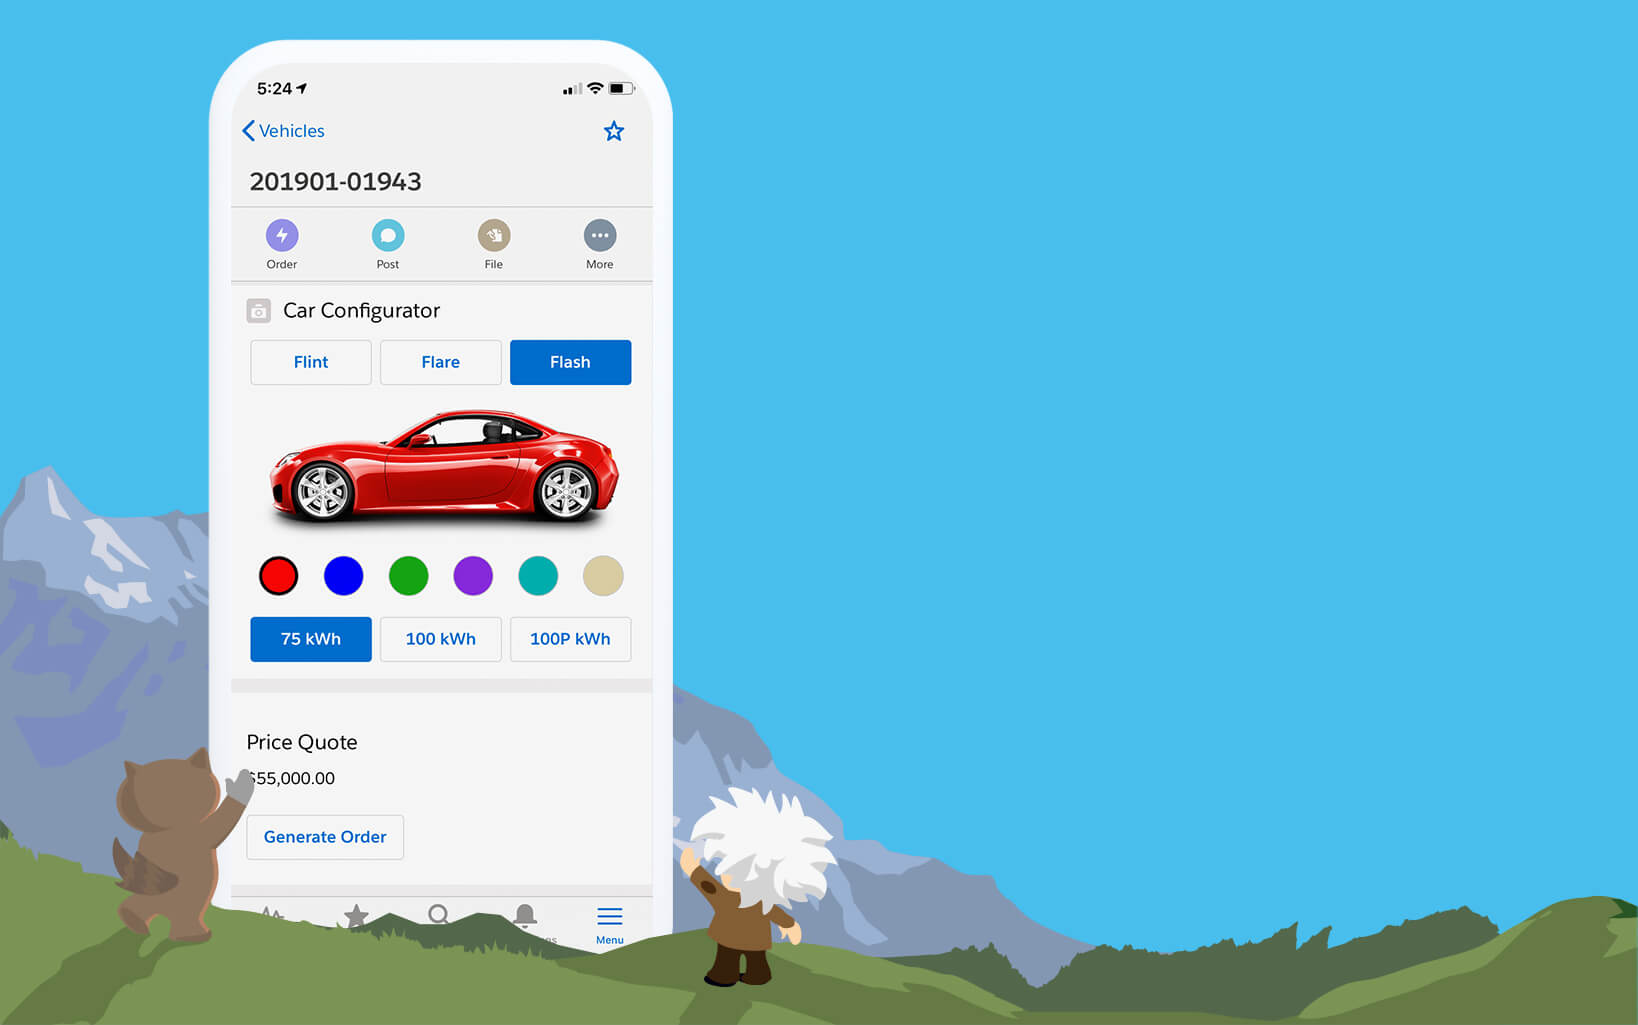 5:24
Vehicles
201901-01943
Order Post File More
Car Configurator
Flint Flare Flash
75 kWh 100 kWh 100P kWh
Price Quote
$55,000.00
Generate Order
Menu